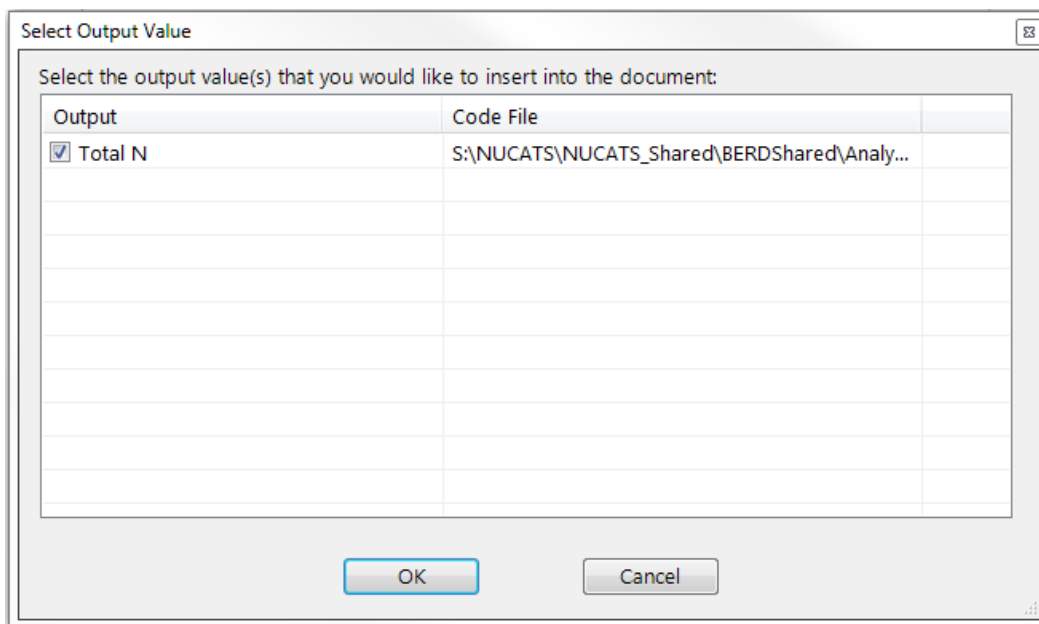 Select Output Value
Select the output value(s) that you would like to insert into the document:
Output Code File
Total N S:\NUCATS\NUCATS_Shared\BERDShared\Analy...
OK Cancel